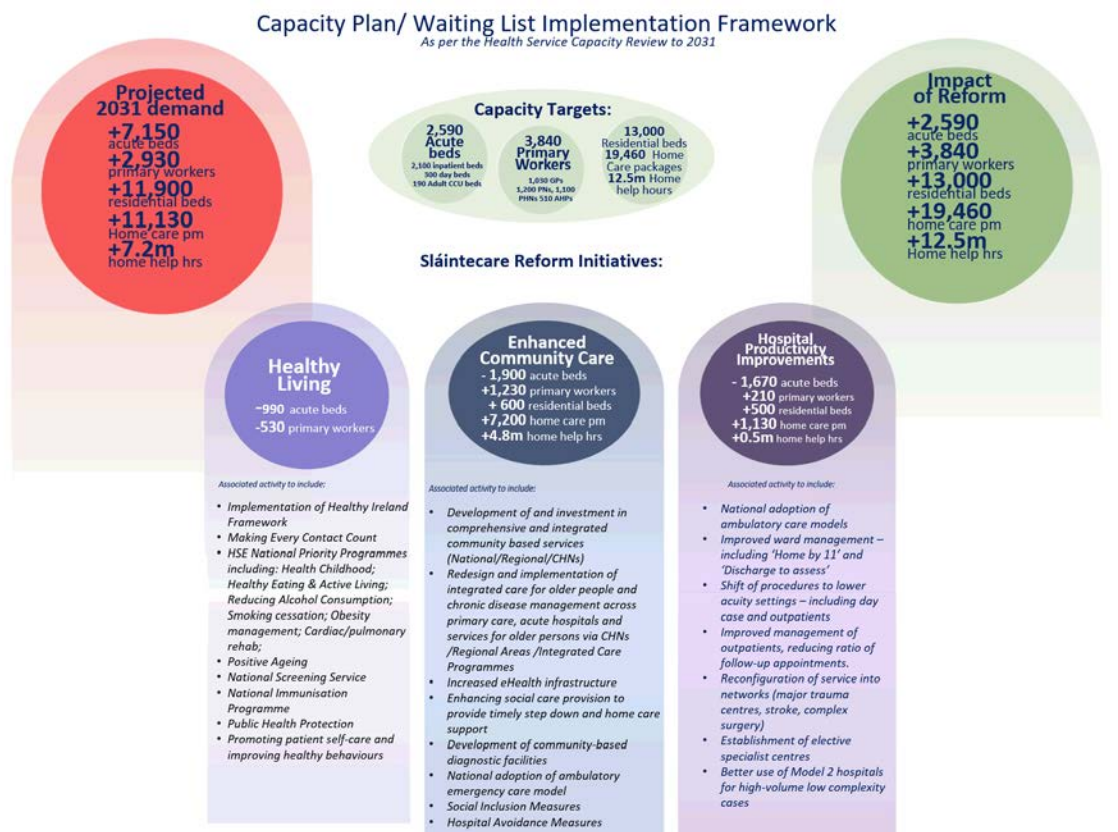 Capacity Plan/ Waiting List Implementation Framework
As per the Health Service Capacity Review to 2031
Projected
2031 demand
+7,150
acute beds
+2,930
primary workers
+11,900
residential beds
+11,130
Home care pm
+7.2m
home help hrs
Capacity Targets:
2,590
Acute
beds
2,100 inpatient beds
300 day beds
190 Adult CCU beds
3,840
Primary
Workers
1,030 GPs
1,200 PNs, 1,100
PHNs 510 AHPs
13,000
Residential beds
19,460 Home
Care packages
12.5m Home
help hours
Impact
of Reform
+2,590
acute beds
+3,840
primary workers
+13,000
residential beds
+19,460
home care pm
+12.5m
Home help hrs
Sláintecare Reform Initiatives:
Healthy
Living
-990 acute beds
-530 primary workers
Associated activity to include:
• Implementation of Healthy Ireland
Framework
• Making Every Contact Count
• HSE National Priority Programmes
including: Health Childhood;
Healthy Eating & Active Living;
Reducing Alcohol Consumption;
Smoking cessation; Obesity
management; Cardiac/pulmonary
rehab;
• Positive Ageing
• National Screening Service
• National Immunisation
Programme
• Public Health Protection
• Promoting patient self-care and
improving healthy behaviours
Enhanced
Community Care
- 1,900 acute beds
+1,230 primary workers
+ 600 residential beds
+7,200 home care pm
+4.8m home help hrs
Associated activity to include:
• Development of and investment in
comprehensive and integrated
community based services
(National/Regional/CHNs)
• Redesign and implementation of
integrated care for older people and
chronic disease management across
primary care, acute hospitals and
services for older persons via CHNs
/Regional Areas /Integrated Care
Programmes
• Increased eHealth infrastructure
• Enhancing social care provision to
provide timely step down and home care
support
• Development of community-based
diagnostic facilities
• National adoption of ambulatory
emergency care model
• Social Inclusion Measures
• Hospital Avoidance Measures
Hospital
Productivity
Improvements
- 1,670 acute beds
+210 primary workers
+500 residential beds
+1,130 home care pm
+0.5m home help hrs
Associated activity to include:
• National adoption of
ambulatory care models
• Improved ward management –
including ‘Home by 11’ and
‘Discharge to assess’
• Shift of procedures to lower
acuity settings – including day
case and outpatients
• Improved management of
outpatients, reducing ratio of
follow-up appointments.
• Reconfiguration of service into
networks (major trauma
centres, stroke, complex
surgery)
• Establishment of elective
specialist centres
• Better use of Model 2 hospitals
for high-volume low complexity
cases